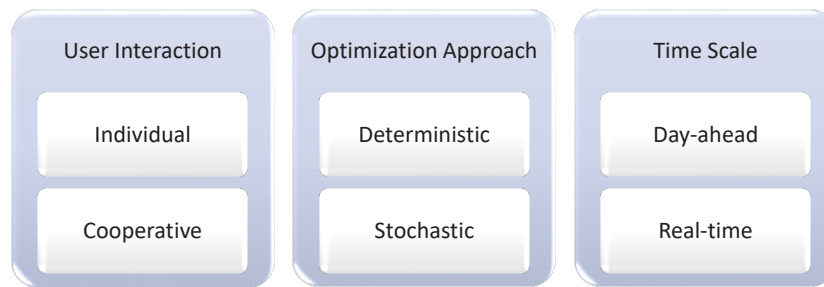 User Interaction
Individual
Cooperative
Optimization Approach
Deterministic
Stochastic
Time Scale
Day-ahead
Real-time